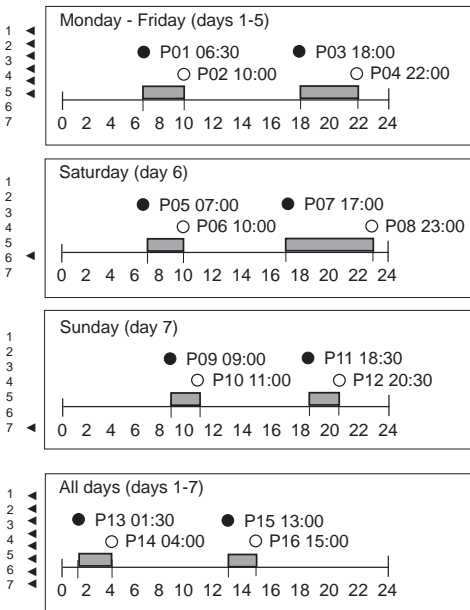 Monday - Friday (days 1-5)
1 ◄
2 ◄
3 ◄
4 ◄
5 ◄
6
7
● P01 06:30 ● P03 18:00
○ P02 10:00 ○ P04 22:00
0 2 4 6 8 10 12 14 16 18 20 22 24
Saturday (day 6)
1
2
3
4
5
6 ◄
7
● P05 07:00 ● P07 17:00
○ P06 10:00 ○ P08 23:00
0 2 4 6 8 10 12 14 16 18 20 22 24
Sunday (day 7)
1
2
3
4
5
6
7 ◄
● P09 09:00 ● P11 18:30
○ P10 11:00 ○ P12 20:30
0 2 4 6 8 10 12 14 16 18 20 22 24
All days (days 1-7)
1 ◄
2 ◄
3 ◄
4 ◄
5 ◄
6 ◄
7 ◄
● P13 01:30 ● P15 13:00
○ P14 04:00 ○ P16 15:00
0 2 4 6 8 10 12 14 16 18 20 22 24